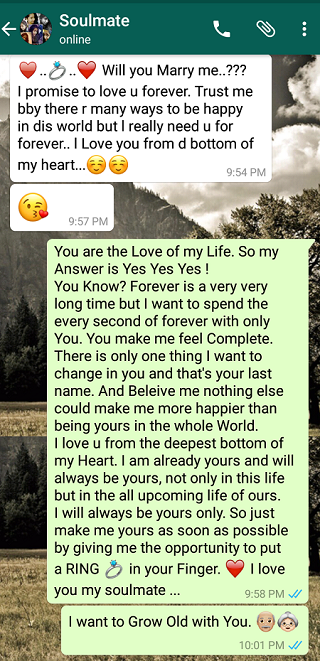 Soulmate
online
❤️..💍..❤️ Will you Marry me..???
I promise to love u forever. Trust me
bby there r many ways to be happy
in dis world but I really need u for
forever.. I Love you from d bottom of
my heart...☺️☺️
9:54 PM
😘
9:57 PM
You are the Love of my Life. So my
Answer is Yes Yes Yes !
You Know? Forever is a very very
long time but I want to spend the
every second of forever with only
You. You make me feel Complete.
There is only one thing I want to
change in you and that's your last
name. And Beleive me nothing else
could make me more happier than
being yours in the whole World.
I love u from the deepest bottom of
my Heart. I am already yours and will
always be yours, not only in this life
but in the all upcoming life of ours.
I will always be yours only. So just
make me yours as soon as possible
by giving me the opportunity to put
a RING 💍 in your Finger. ❤️ I love
you my soulmate ...
9:58 PM
I want to Grow Old with You. 👴🏼👵🏼
10:01 PM